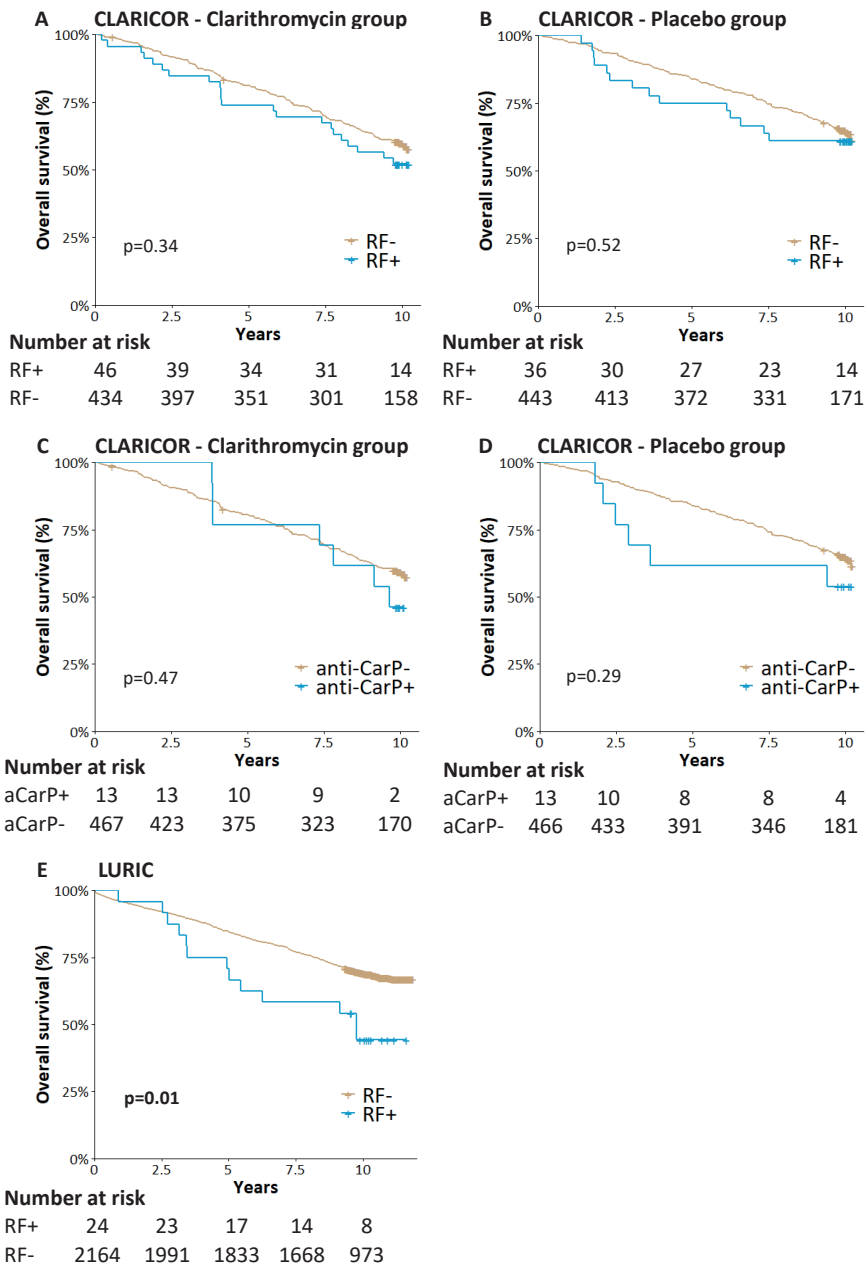 A CLARICOR - Clarithromycin group
100%
75%
50%
25%
0%
Overall survival (%)
p=0.34
RF-
RF+
0 2.5 5 7.5 10
Years
Number at risk
RF+ 46 39 34 31 14
RF- 434 397 351 301 158
B CLARICOR - Placebo group
100%
75%
50%
25%
0%
Overall survival (%)
p=0.52
RF-
RF+
0 2.5 5 7.5 10
Years
Number at risk
RF+ 36 30 27 23 14
RF- 443 413 372 331 171
C CLARICOR - Clarithromycin group
100%
75%
50%
25%
0%
Overall survival (%)
p=0.47
anti-CarP-
anti-CarP+
0 2.5 5 7.5 10
Years
Number at risk
aCarP+ 13 13 10 9 2
aCarP- 467 423 375 323 170
D CLARICOR - Placebo group
100%
75%
50%
25%
0%
Overall survival (%)
p=0.29
anti-CarP-
anti-CarP+
0 2.5 5 7.5 10
Years
Number at risk
aCarP+ 13 10 8 8 4
aCarP- 466 433 391 346 181
E LURIC
100%
75%
50%
25%
0%
Overall survival (%)
p=0.01
RF-
RF+
0 2.5 5 7.5 10
Years
Number at risk
RF+ 24 23 17 14 8
RF- 2164 1991 1833 1668 973